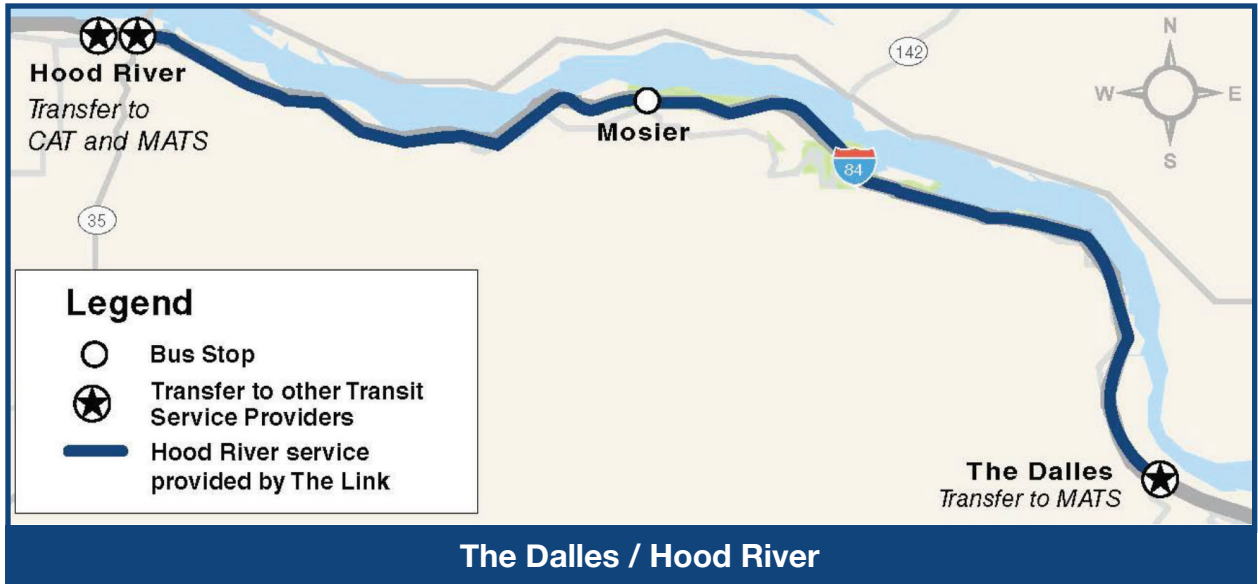 Hood River
Transfer to
CAT and MATS
35
Mosier
142
84
N
W
E
S
Legend
Bus Stop
Transfer to other Transit
Service Providers
Hood River service
provided by The Link
The Dalles
Transfer to MATS
The Dalles / Hood River